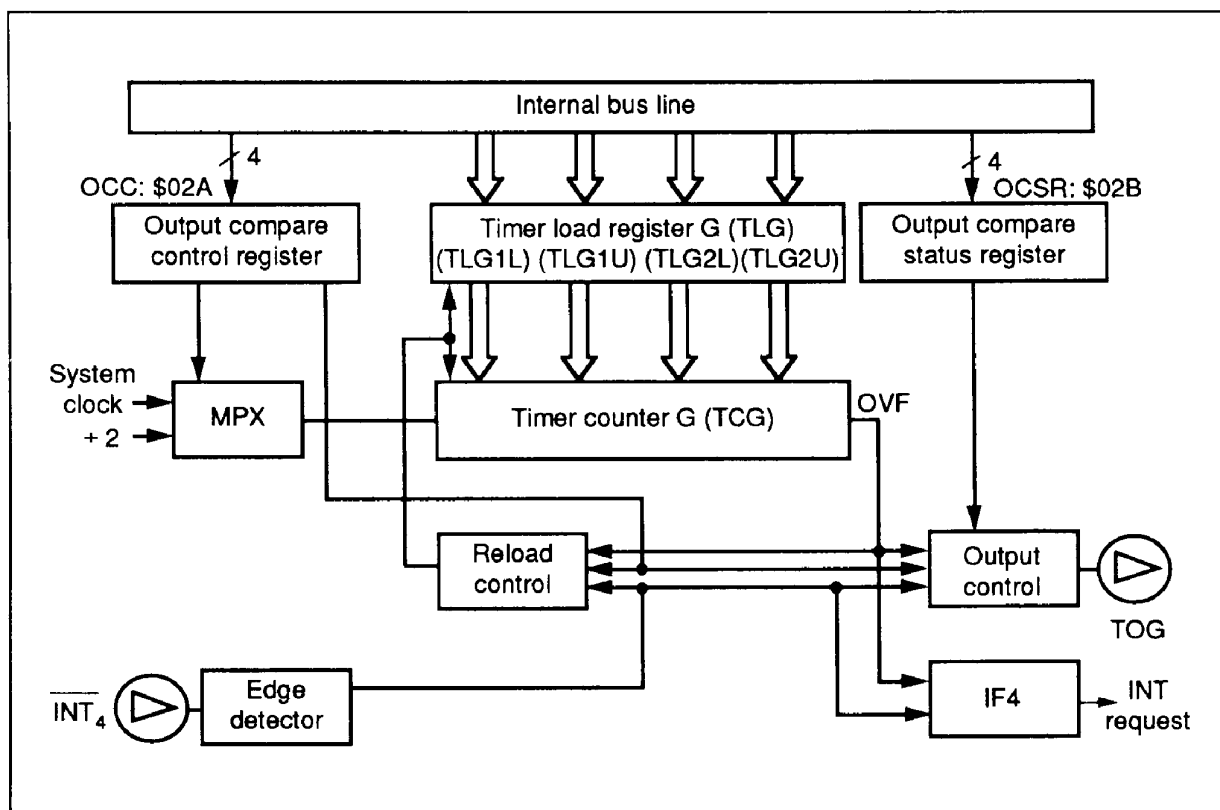 Internal bus line
4
4
OCC: $02A
OCSR: $02B
Output compare
control register
Timer load register G (TLG)
(TLG1L) (TLG1U) (TLG2L)(TLG2U)
Output compare
status register
System
clock
÷ 2
MPX
Timer counter G (TCG)
OVF
Reload
control
Output
control
TOG
INT4
Edge
detector
IF4
INT
request